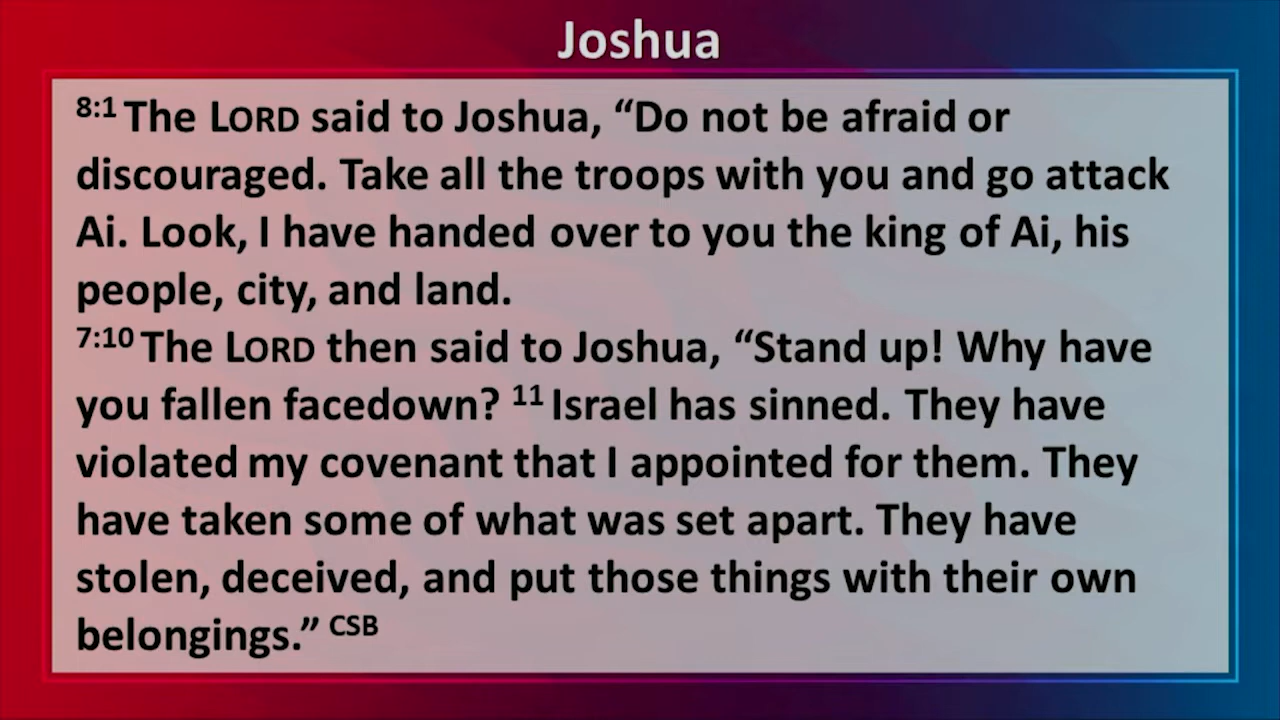 Joshua
8:1 The LORD said to Joshua, “Do not be afraid or
discouraged. Take all the troops with you and go attack
Ai. Look, I have handed over to you the king of Ai, his
people, city, and land.
7:10 The LORD then said to Joshua, “Stand up! Why have
you fallen facedown? 11 Israel has sinned. They have
violated my covenant that I appointed for them. They
have taken some of what was set apart. They have
stolen, deceived, and put those things with their own
belongings.” CSB